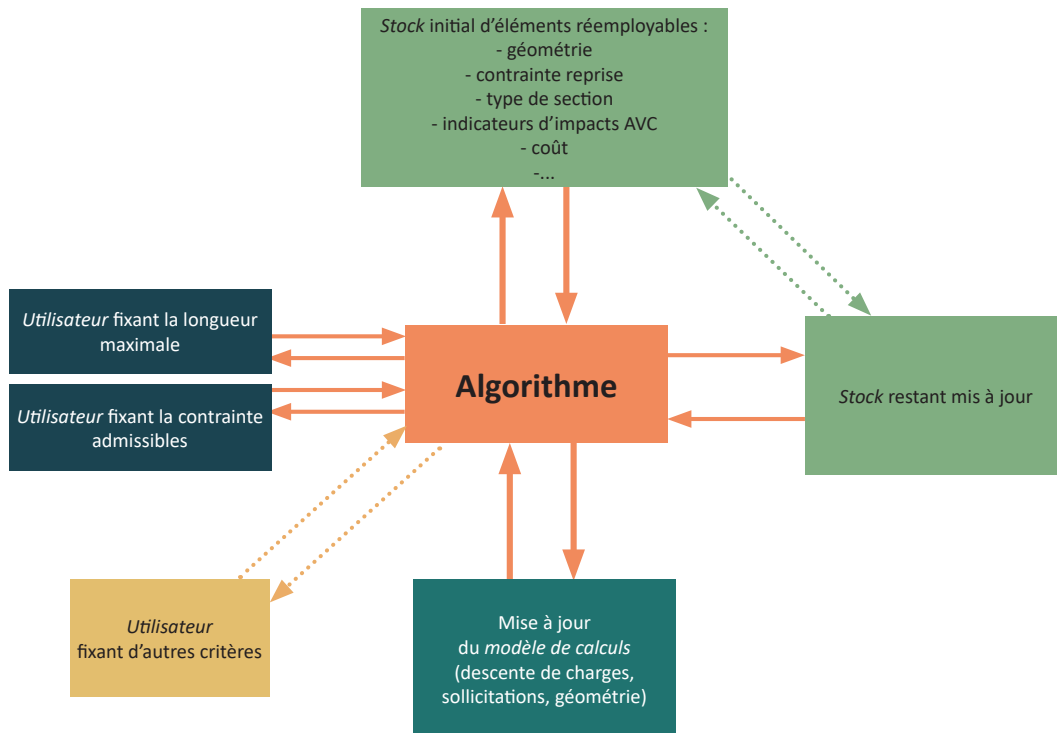 Stock initial d'éléments réemployables :
- géométrie
- contrainte reprise
- type de section
- indicateurs d'impacts AVC
- coût
-...
Utilisateur fixant la longueur
maximale
Utilisateur fixant la contrainte
admissibles
Algorithme
Stock restant mis à jour
Utilisateur
fixant d'autres critères
Mise à jour
du modèle de calculs
(descente de charges,
sollicitations, géométrie)